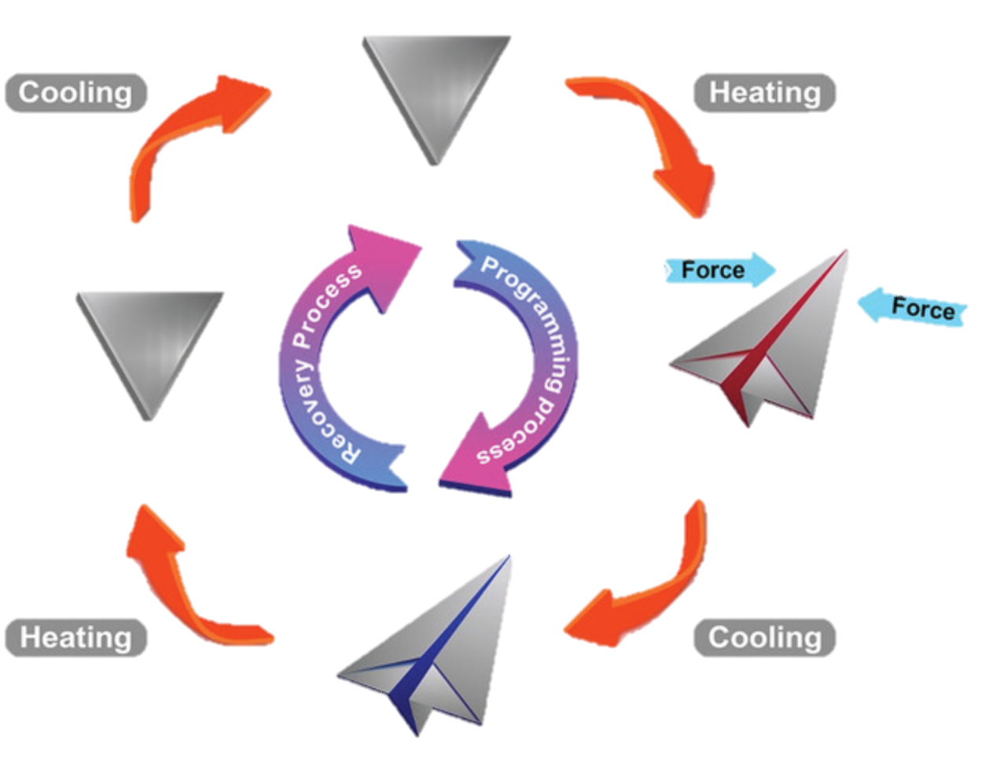 Cooling
Heating
Force
Force
Recovery Process
Programming process
Heating
Cooling